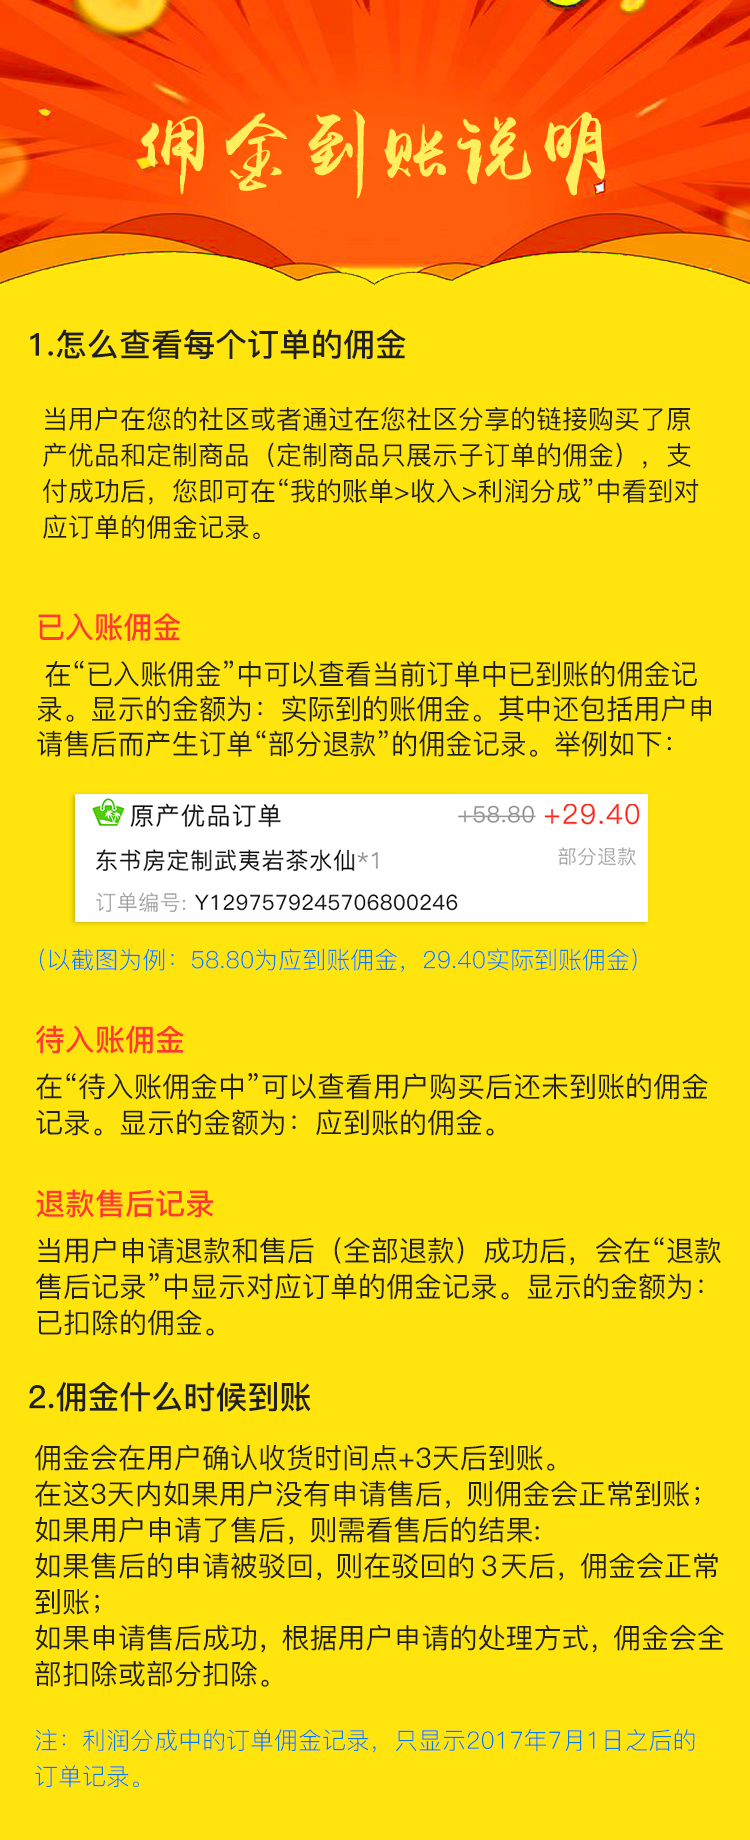 佣金到账说明
1.怎么查看每个订单的佣金
当用户在您的社区或者通过在您社区分享的链接购买了原
产优品和定制商品（定制商品只展示子订单的佣金），支
付成功后，您即可在“我的账单>收入>利润分成”中看到对
应订单的佣金记录。
已入账佣金
在“已入账佣金”中可以查看当前订单中已到账的佣金记
录。显示的金额为：实际到的账佣金。其中还包括用户申
请售后而产生订单“部分退款”的佣金记录。举例如下：
原产优品订单 +58.80 +29.40
东书房定制武夷岩茶水仙*1 部分退款
订单编号: Y1297579245706800246
（以截图为例：58.80为应到账佣金，29.40实际到账佣金）
待入账佣金
在“待入账佣金中”可以查看用户购买后还未到账的佣金
记录。显示的金额为：应到账的佣金。
退款售后记录
当用户申请退款和售后（全部退款）成功后，会在“退款
售后记录”中显示对应订单的佣金记录。显示的金额为：
已扣除的佣金。
2.佣金什么时候到账
佣金会在用户确认收货时间点+3天后到账。
在这3天内如果用户没有申请售后，则佣金会正常到账；
如果用户申请了售后，则需看售后的结果:
如果售后的申请被驳回，则在驳回的3天后，佣金会正常
到账；
如果申请售后成功，根据用户申请的处理方式，佣金会全
部扣除或部分扣除。
注：利润分成中的订单佣金记录，只显示2017年7月1日之后的
订单记录。